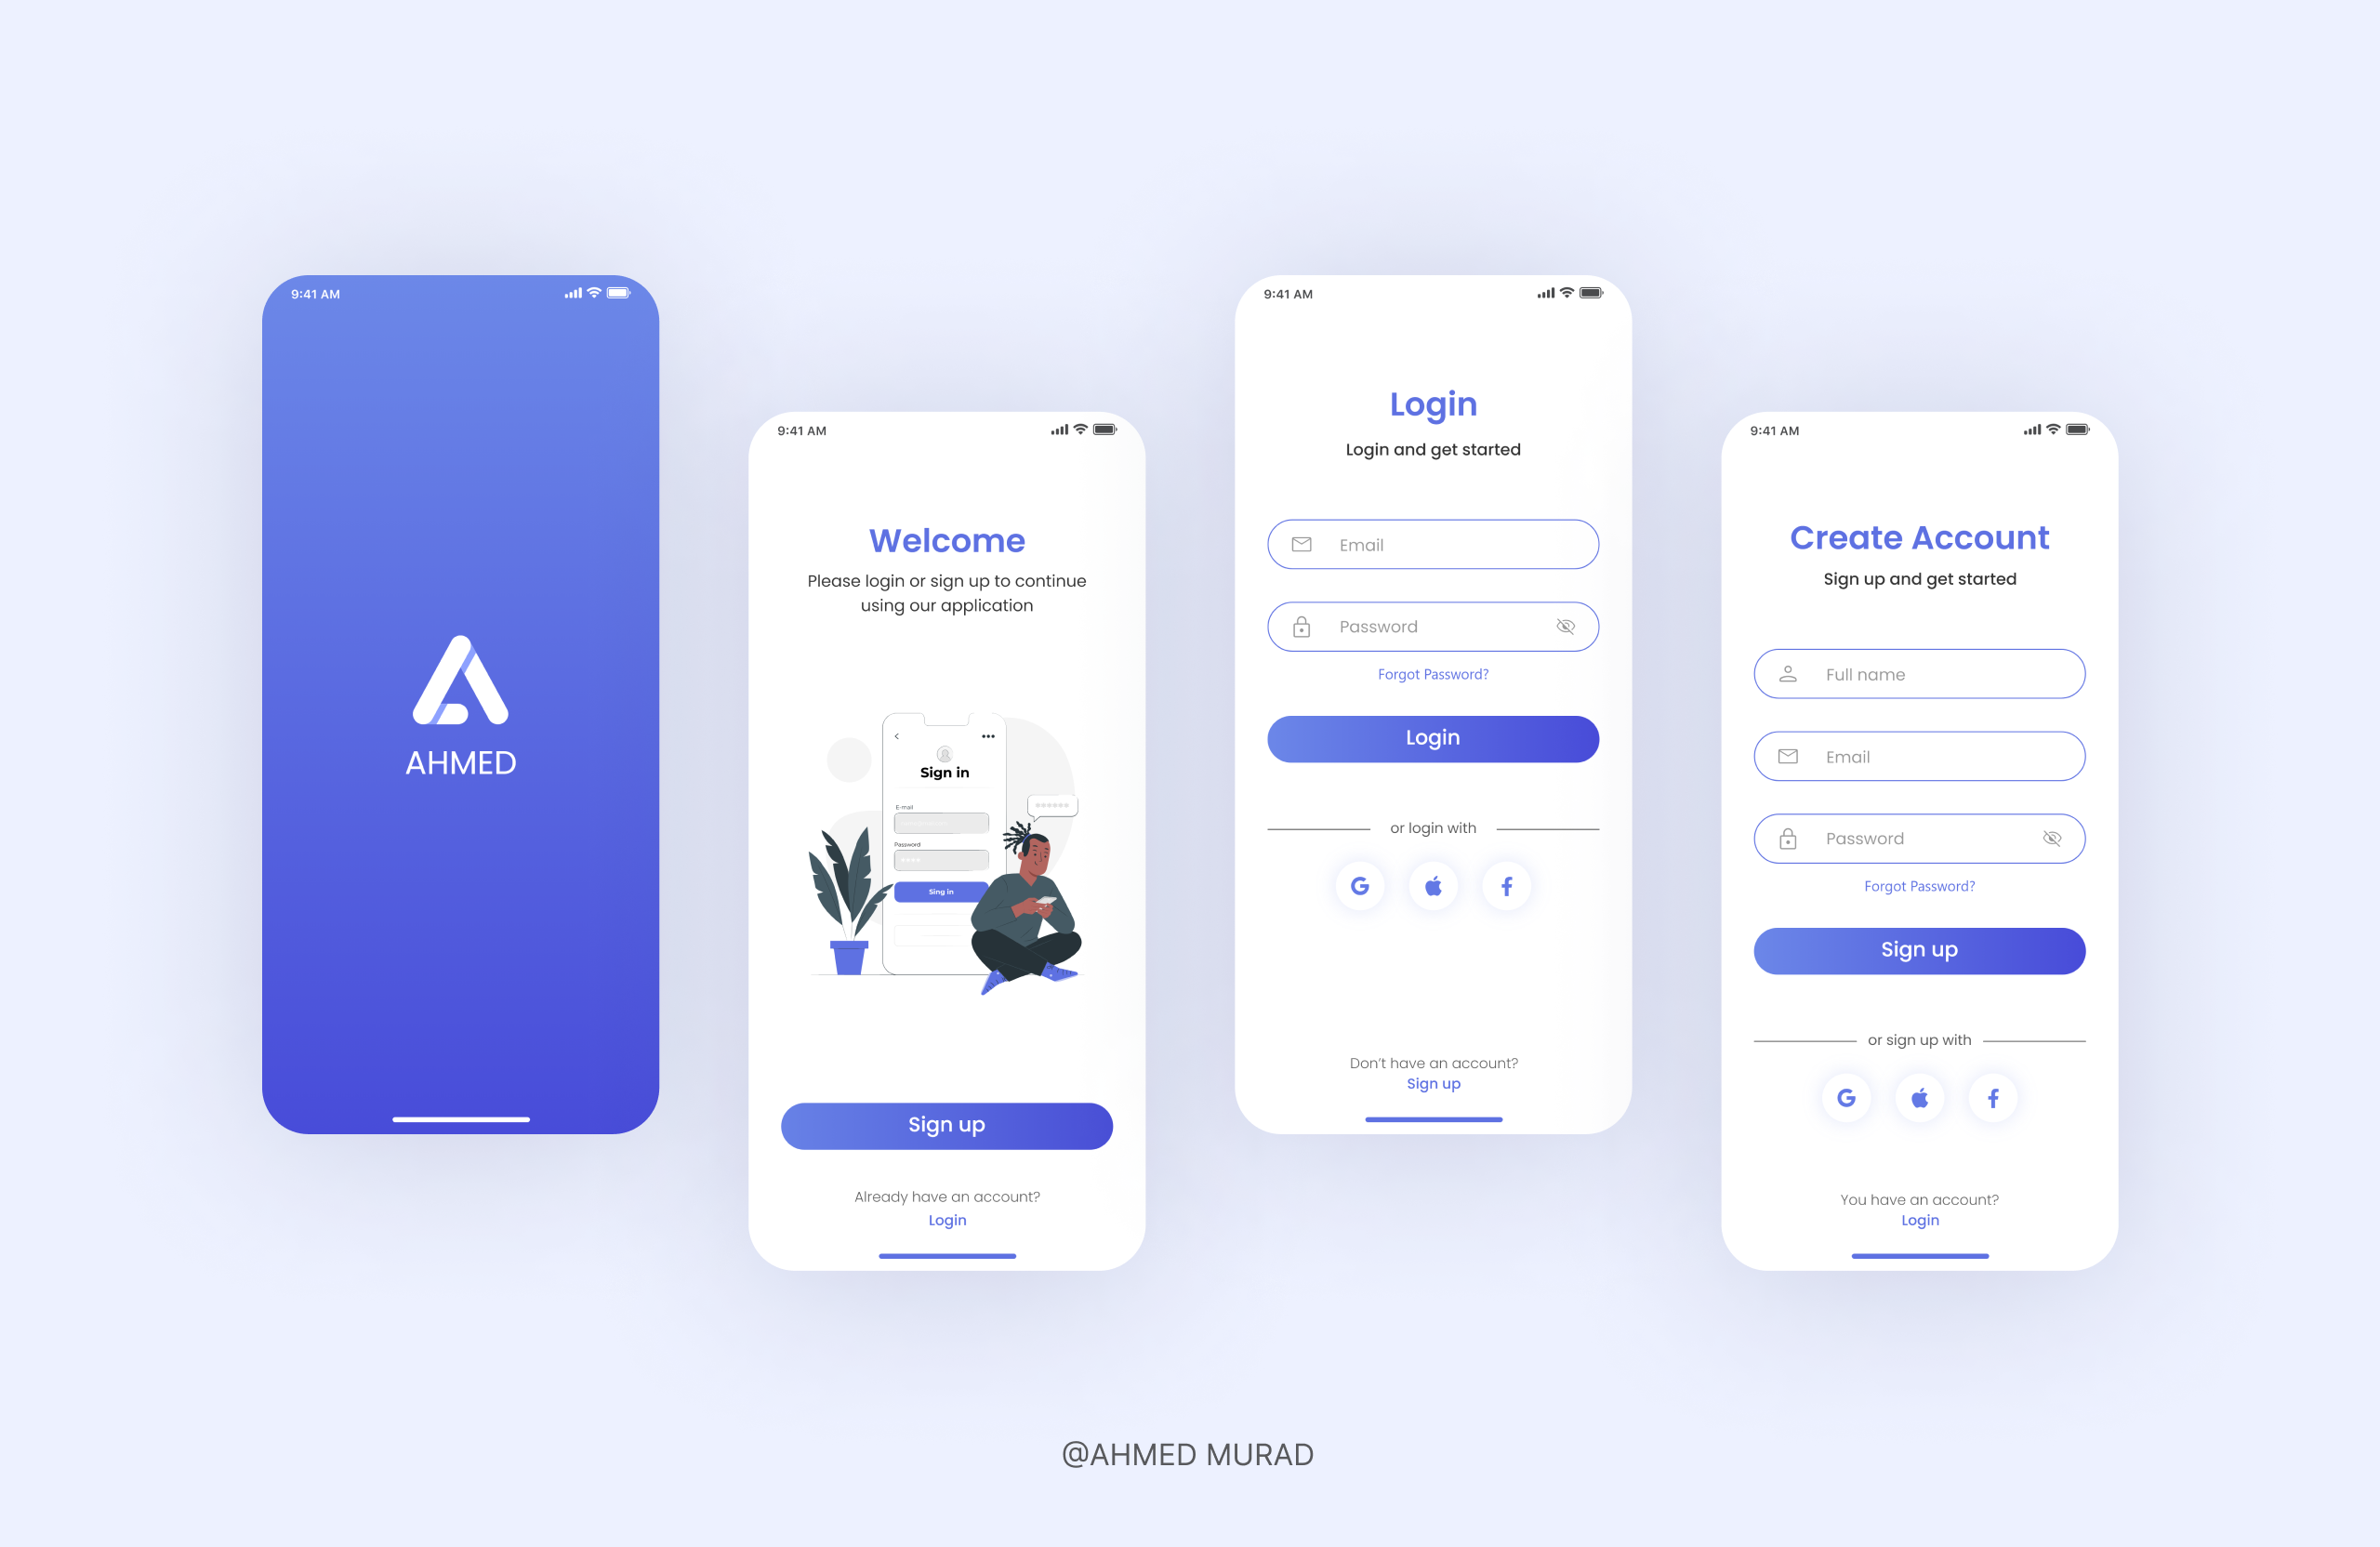 9:41 AM
AHMED
9:41 AM
Welcome
Please login or sign up to continue
using our application
Sign in
E-mail
Password
Sing in
Sign up
Already have an account?
Login
9:41 AM
Login
Login and get started
Email
Password
Forgot Password?
Login
or login with
Don't have an account?
Sign up
9:41 AM
Create Account
Sign up and get started
Full name
Email
Password
Forgot Password?
Sign up
or sign up with
You have an account?
Login
@AHMED MURAD